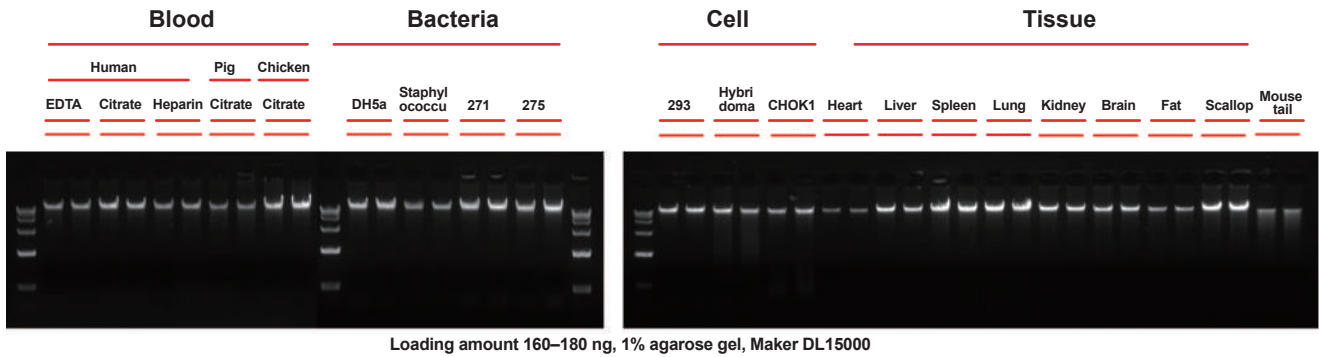 Blood Bacteria Cell Tissue
Human Pig Chicken
EDTA Citrate Heparin Citrate Citrate DH5a Staphyl
ococcu 271 275 293 Hybri
doma CHOK1 Heart Liver Spleen Lung Kidney Brain Fat Scallop Mouse
tail
Loading amount 160–180 ng, 1% agarose gel, Maker DL15000